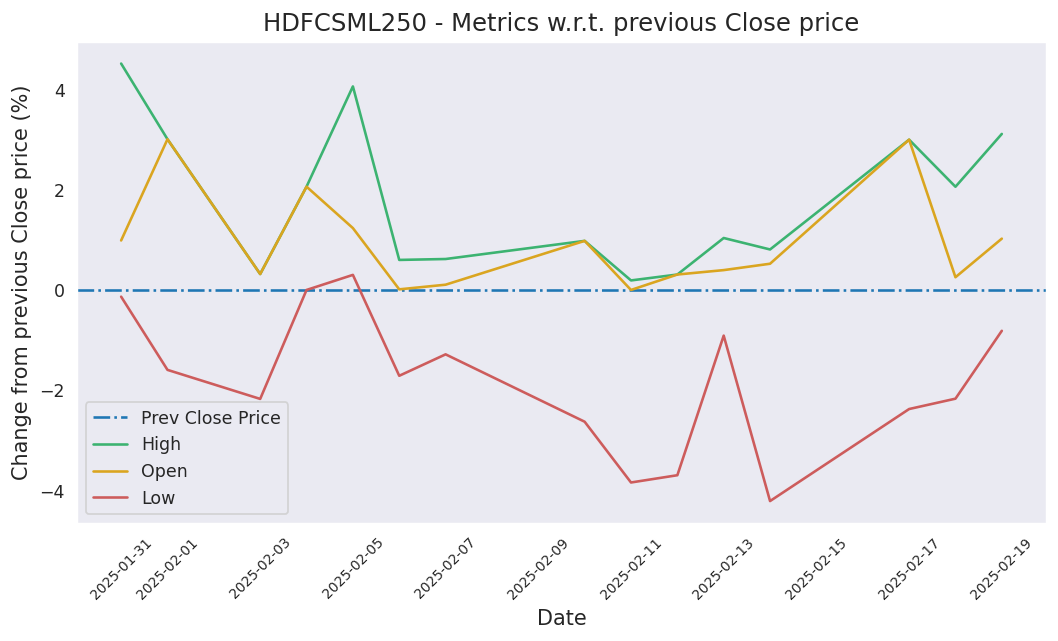 HDFCSML250 - Metrics w.r.t. previous Close price
Change from previous Close price (%)
4
2
0
−2
−4
Prev Close Price
High
Open
Low
2025-01-31
2025-02-01
2025-02-03
2025-02-05
2025-02-07
2025-02-09
2025-02-11
2025-02-13
2025-02-15
2025-02-17
2025-02-19
Date